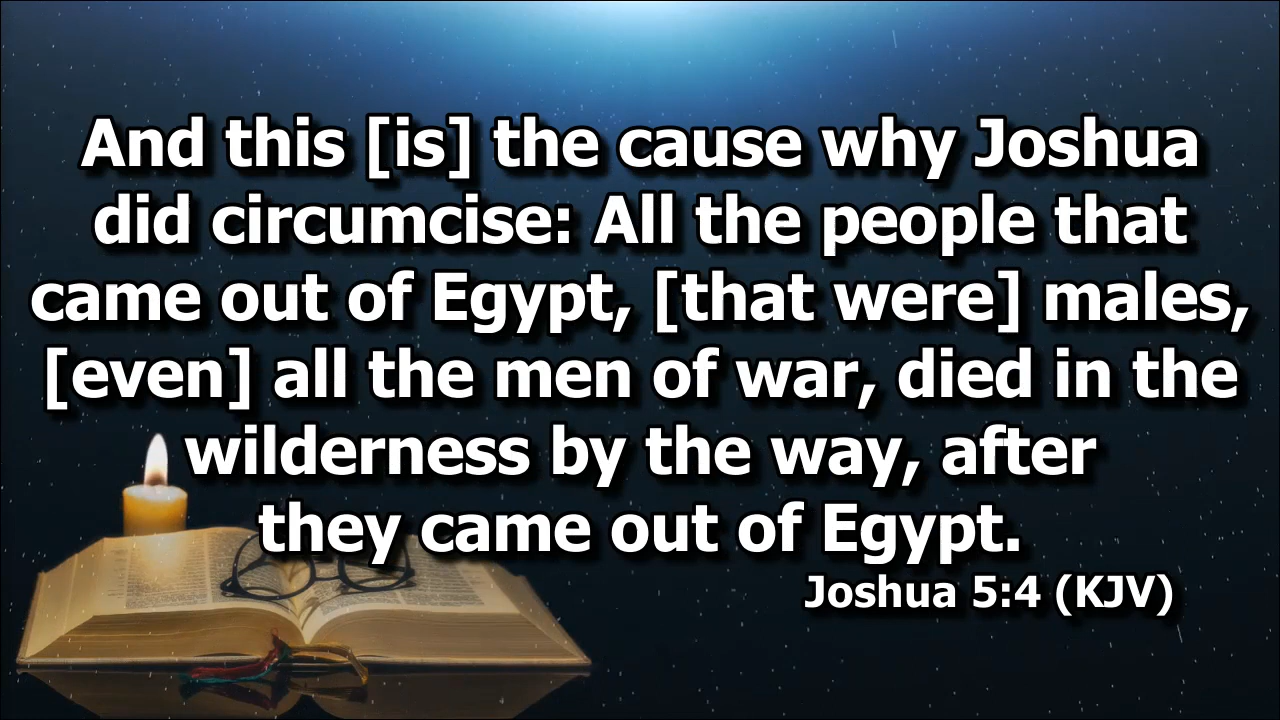 And this [is] the cause why Joshua
did circumcise: All the people that
came out of Egypt, [that were] males,
[even] all the men of war, died in the
wilderness by the way, after
they came out of Egypt.
Joshua 5:4 (KJV)